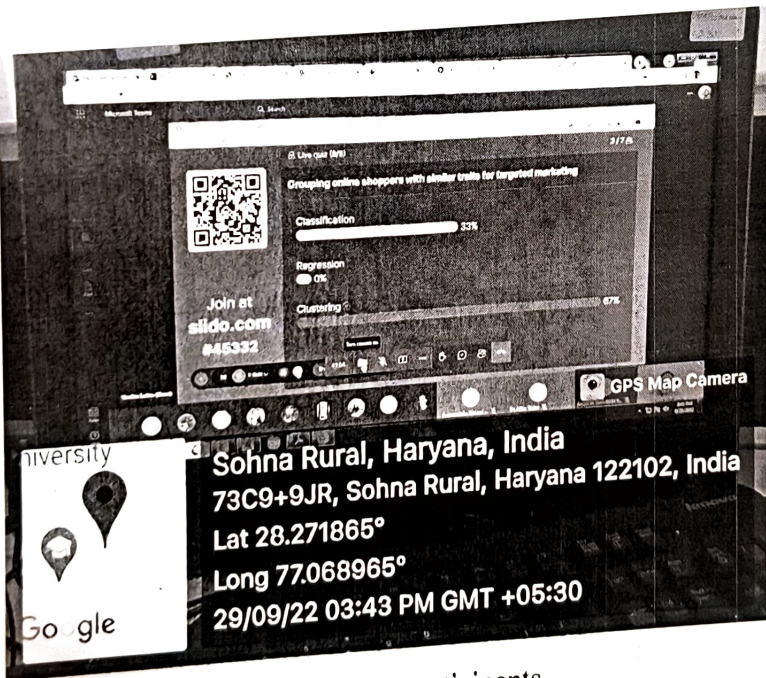 Microsoft Teams
Search
Live quiz
2/7
Grouping online shoppers with similar traits for targeted marketing
Classification
33%
Regression
0%
Clustering
67%
Join at
slido.com
#45332
GPS Map Camera
niversity
Google
Sohna Rural, Haryana, India
73C9+9JR, Sohna Rural, Haryana 122102, India
Lat 28.271865°
Long 77.068965°
29/09/22 03:43 PM GMT +05:30
lenovo